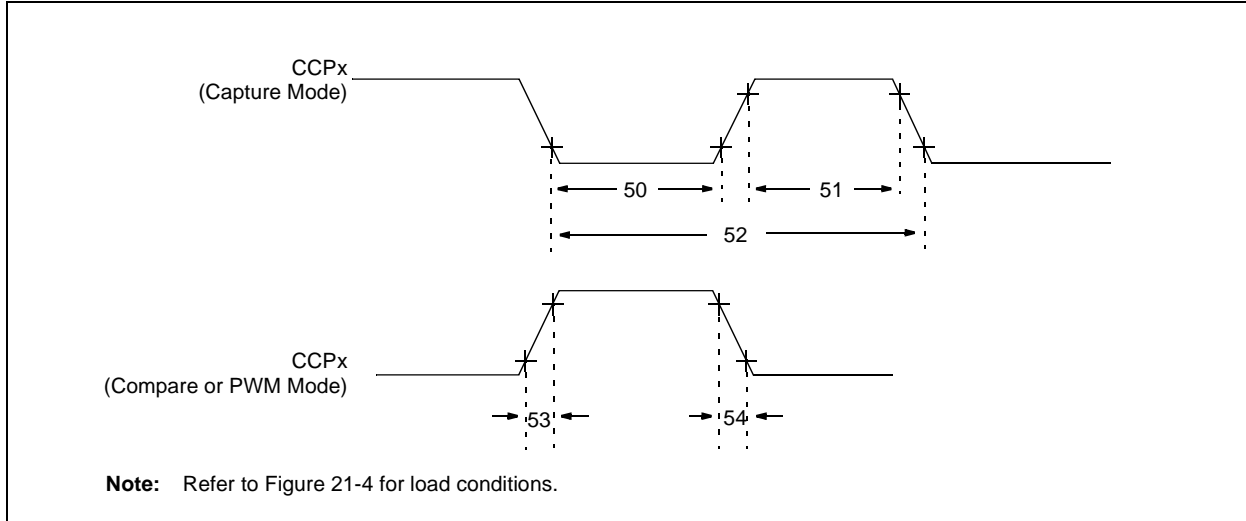 CCPx
(Capture Mode)
50
51
52
CCPx
(Compare or PWM Mode)
53
54
Note: Refer to Figure 21-4 for load conditions.